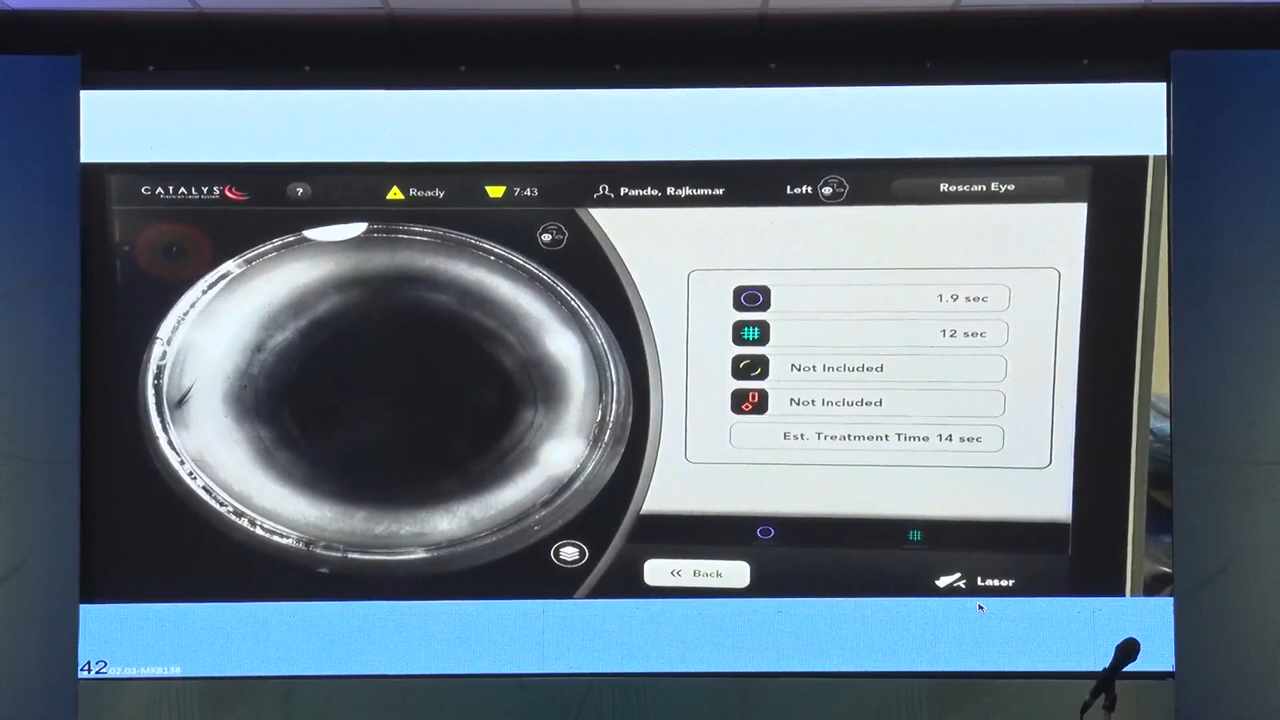 CATALYS
Precision Laser System
?
Ready
7:43
Pande, Rajkumar
Left
Rescan Eye
1.9 sec
12 sec
Not Included
Not Included
Est. Treatment Time 14 sec
<< Back
Laser
42